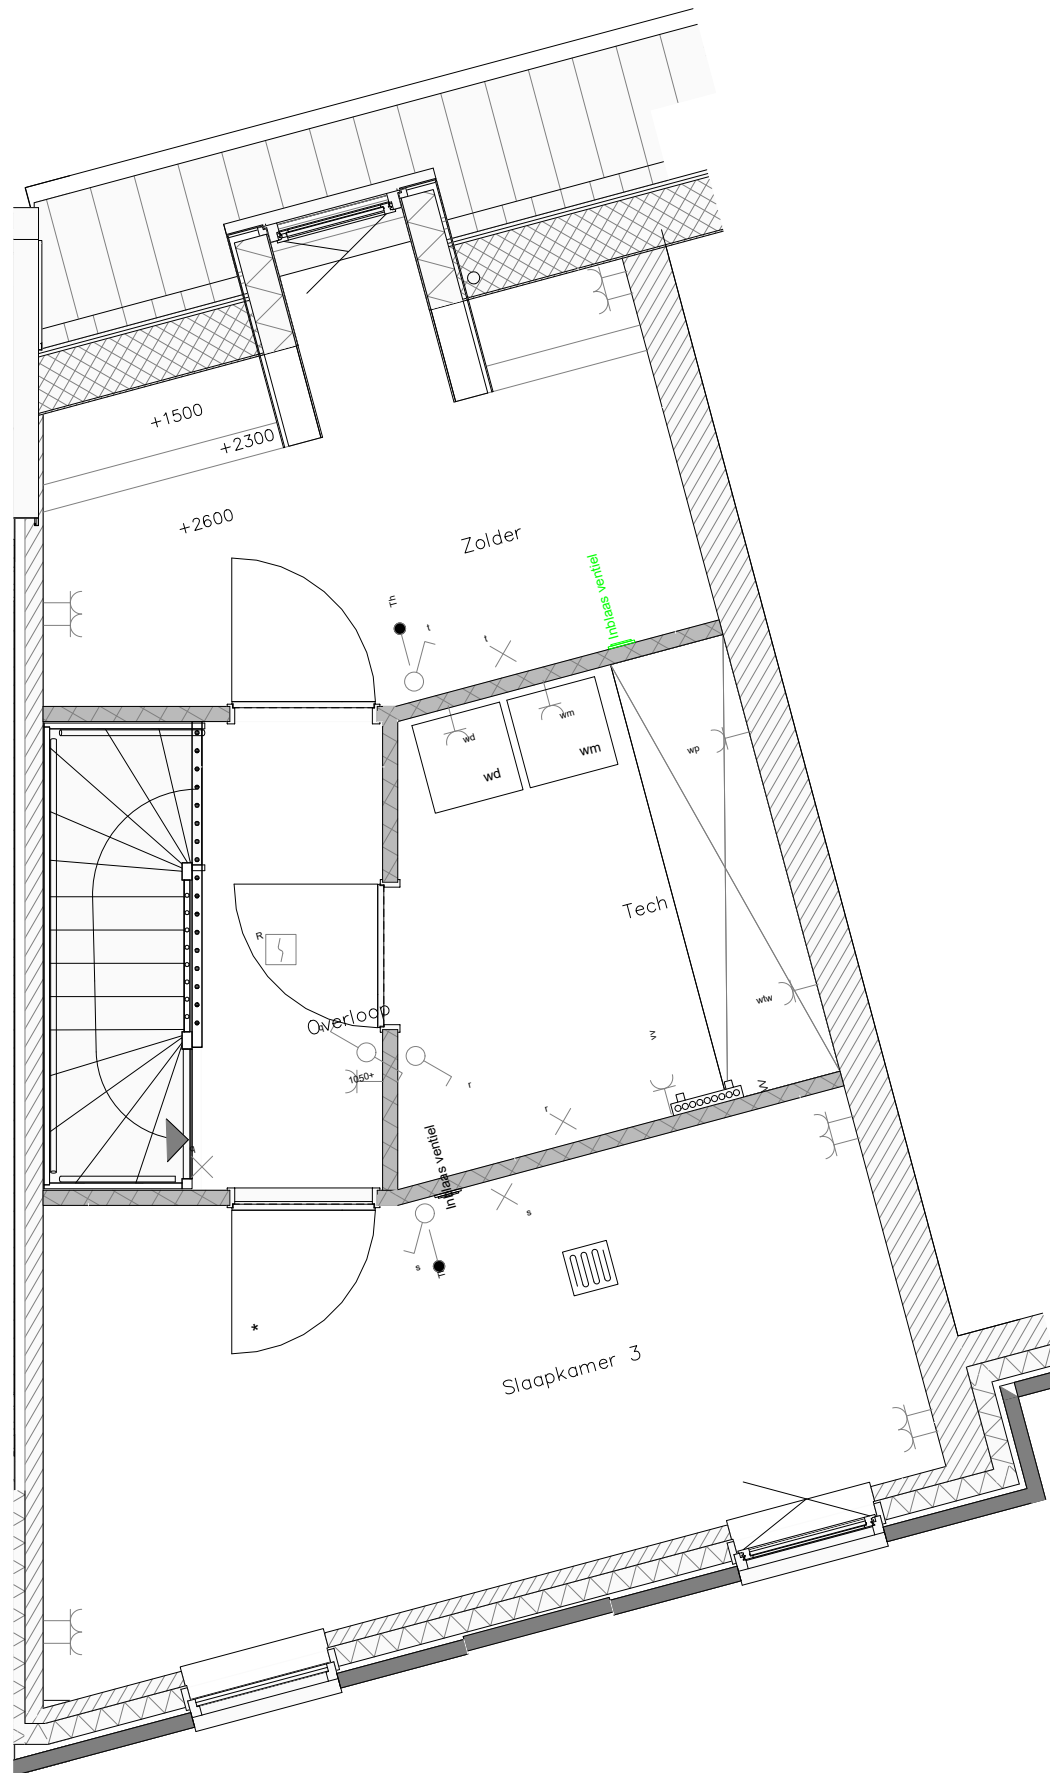 +1500
+2300
+2600
Zolder
Inblaas ventiel
Th
t
t
wd
wm
wd
wm
wp
Tech
R
Overloop
wtw
1050+
r
r
Inblaas ventiel
s
s
*
Slaapkamer 3